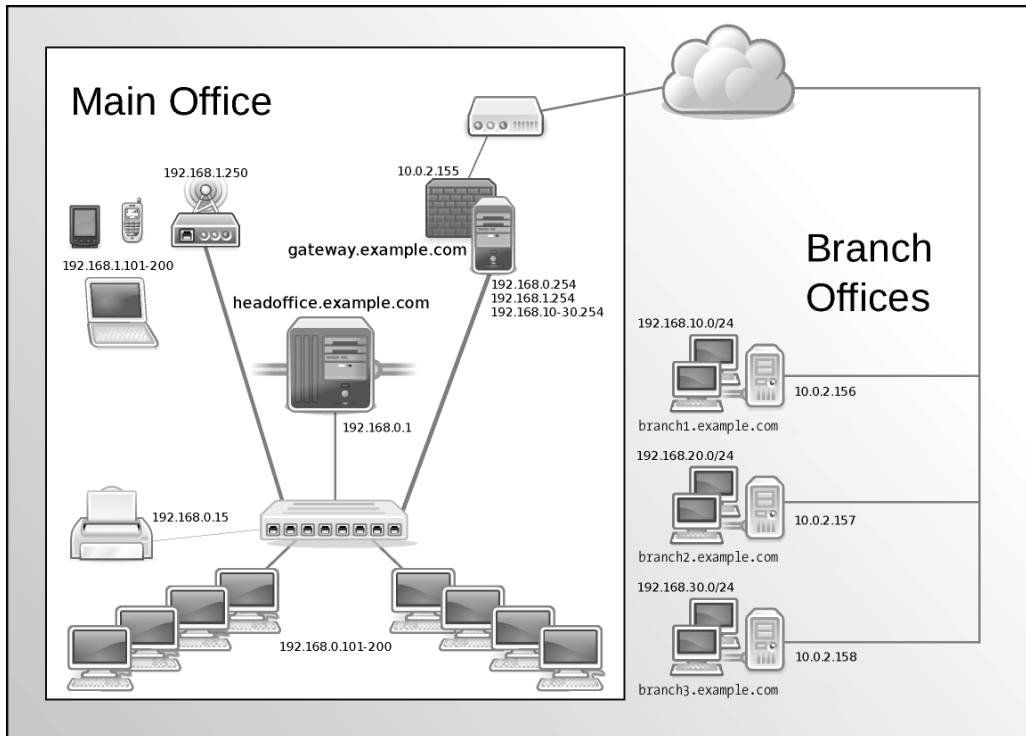 Main Office
192.168.1.250
10.0.2.155
192.168.1.101-200
gateway.example.com
192.168.0.254
192.168.1.254
192.168.10-30.254
headoffice.example.com
192.168.0.1
192.168.0.15
192.168.0.101-200
Branch
Offices
192.168.10.0/24
10.0.2.156
branch1.example.com
192.168.20.0/24
10.0.2.157
branch2.example.com
192.168.30.0/24
10.0.2.158
branch3.example.com